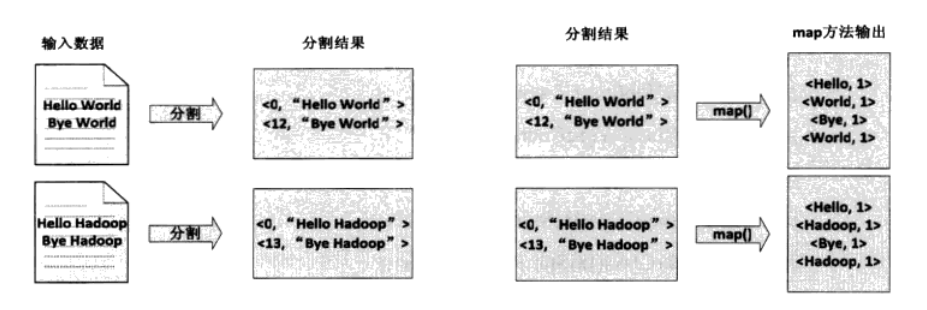 输入数据
分割结果
Hello World
Bye World
分割
<0, “Hello World” >
<12, “Bye World” >
Hello Hadoop
Bye Hadoop
分割
<0, “Hello Hadoop” >
<13, “Bye Hadoop” >
分割结果
map方法输出
<0, “Hello World” >
<12, “Bye World” >
map()
<Hello, 1>
<World, 1>
<Bye, 1>
<World, 1>
<0, “Hello Hadoop” >
<13, “Bye Hadoop” >
map()
<Hello, 1>
<Hadoop, 1>
<Bye, 1>
<Hadoop, 1>